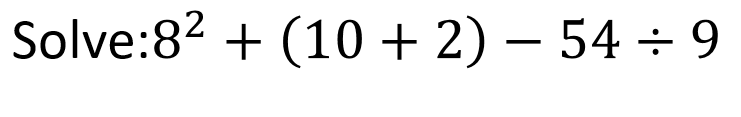 Solve:8² + (10 + 2) − 54 ÷ 9